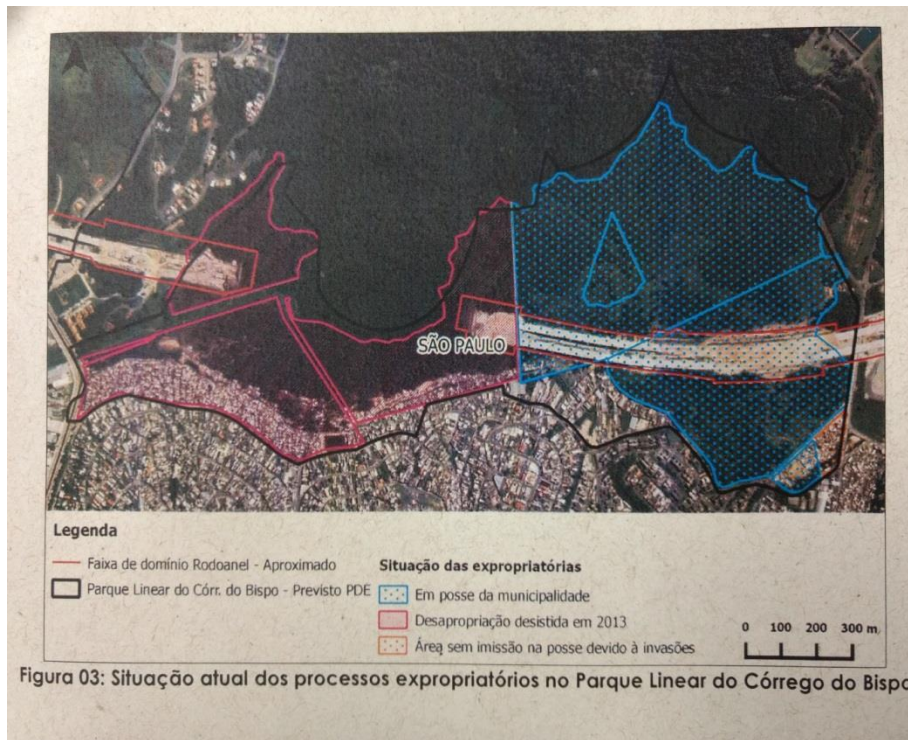 SÃO PAULO
Legenda
Faixa de domínio Rodoanel - Aproximado
Parque Linear do Córr. do Bispo - Previsto PDE
Situação das expropriatórias
Em posse da municipalidade
Desapropriação desistida em 2013
Área sem imissão na posse devido à invasões
0 100 200 300 m
Figura 03: Situação atual dos processos expropriatórios no Parque Linear do Córrego do Bispo